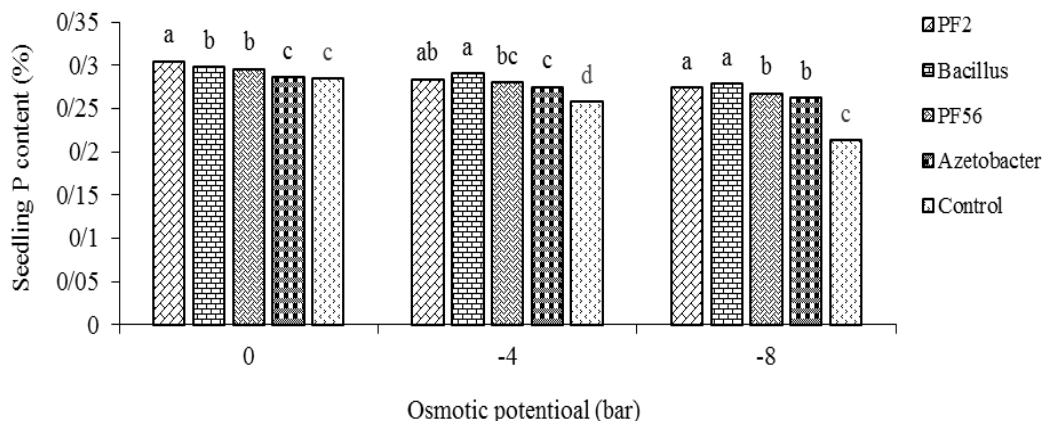 Seedling P content (%)
0/35
0/3
0/25
0/2
0/15
0/1
0/05
0
a b b c c
ab a bc c d
a a b b c
0 -4 -8
Osmotic potentioal (bar)
PF2
Bacillus
PF56
Azetobacter
Control